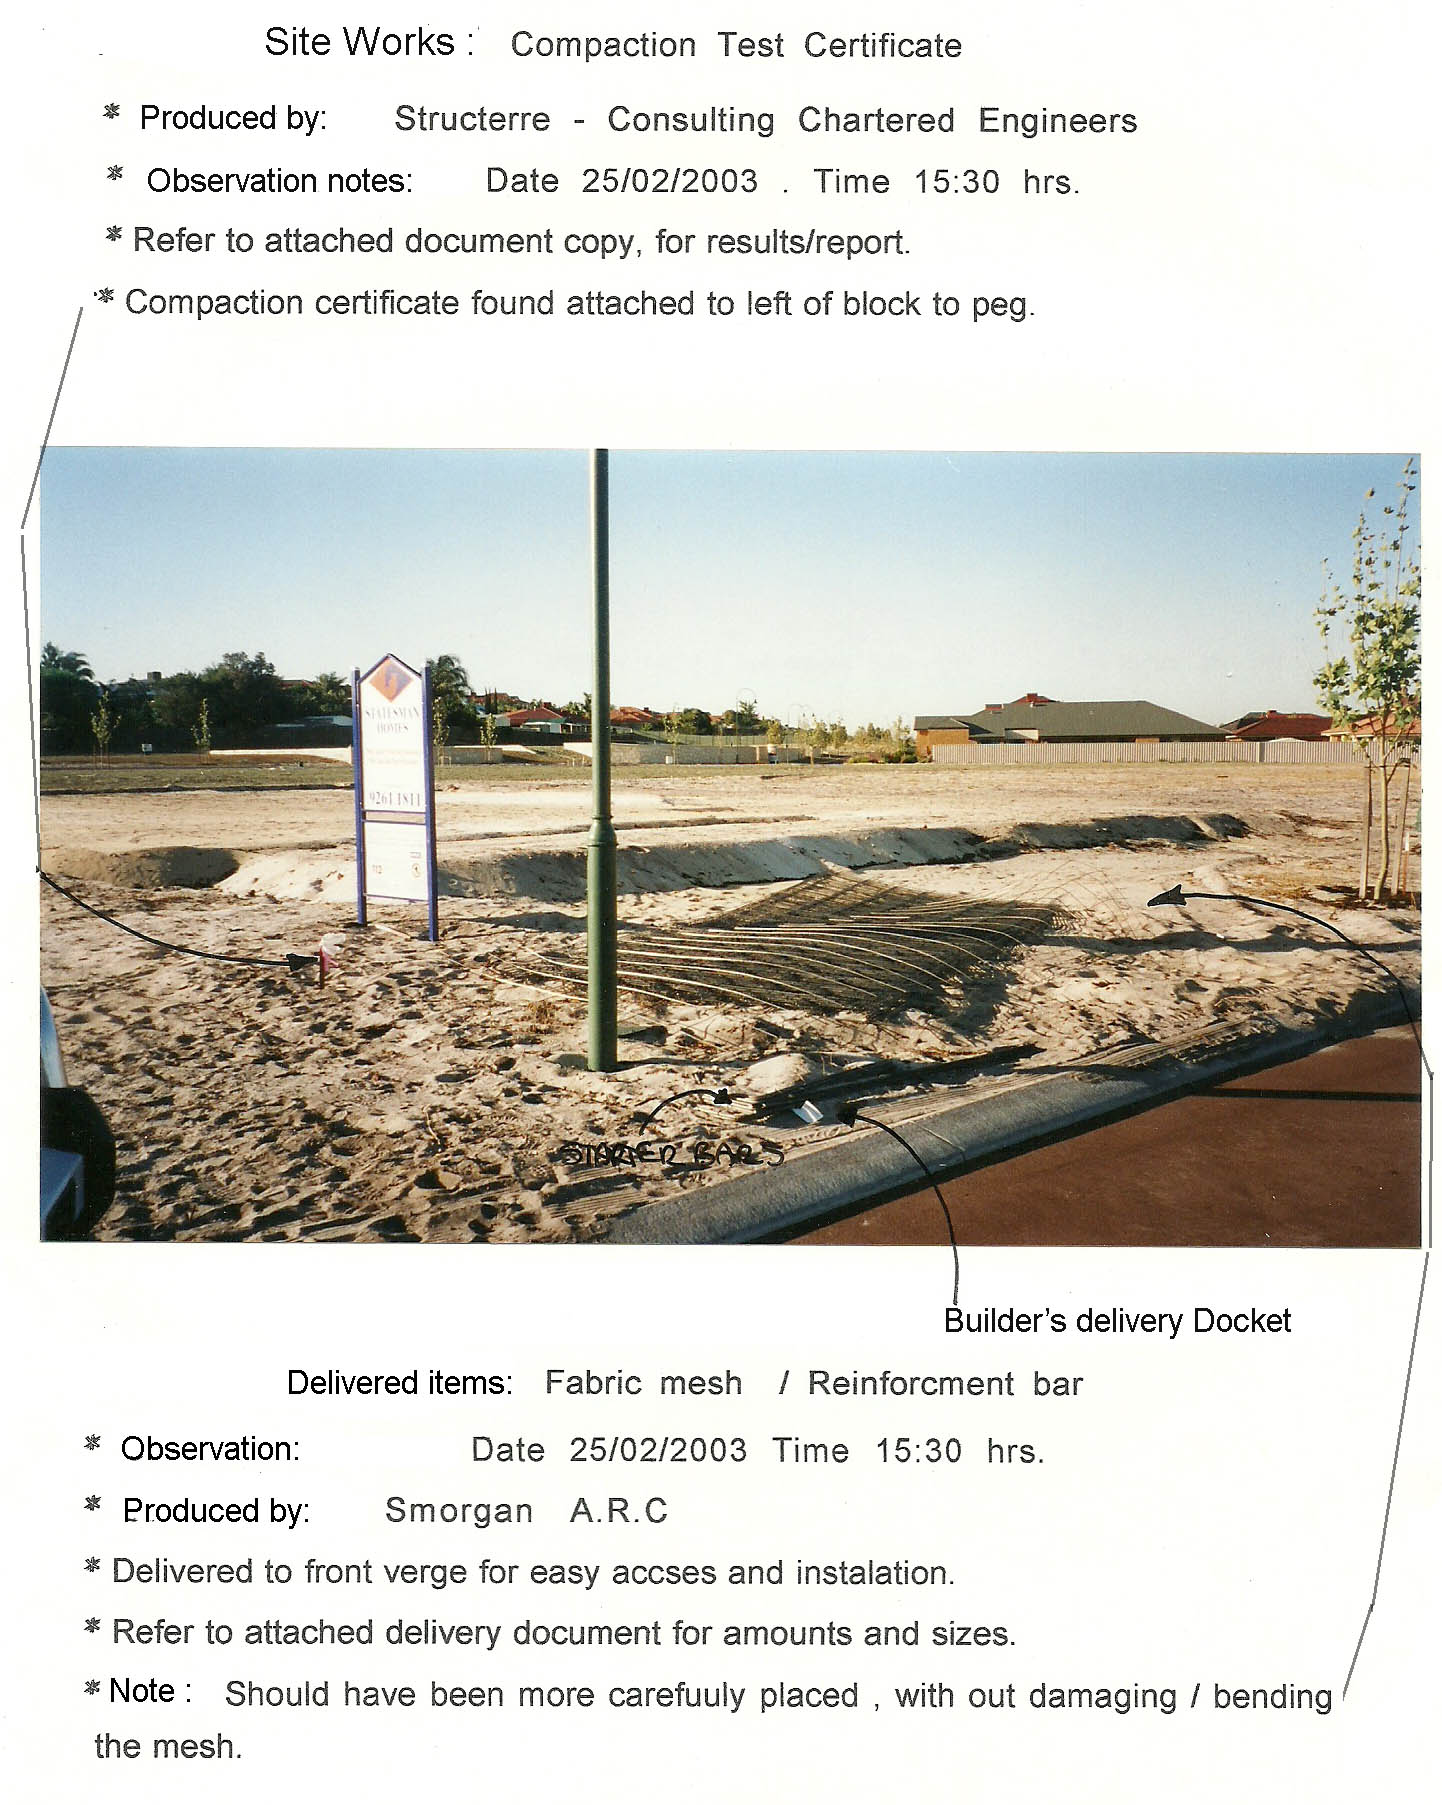 Site Works : Compaction Test Certificate
* Produced by: Structerre - Consulting Chartered Engineers
* Observation notes: Date 25/02/2003 . Time 15:30 hrs.
* Refer to attached document copy, for results/report.
* Compaction certificate found attached to left of block to peg.
STATESMAN
HOMES
9261 1811
STARTER BARS
Builder's delivery Docket
Delivered items: Fabric mesh / Reinforcment bar
* Observation: Date 25/02/2003 Time 15:30 hrs.
* Produced by: Smorgan A.R.C
* Delivered to front verge for easy accses and instalation.
* Refer to attached delivery document for amounts and sizes.
* Note : Should have been more carefuuly placed , with out damaging / bending
the mesh.